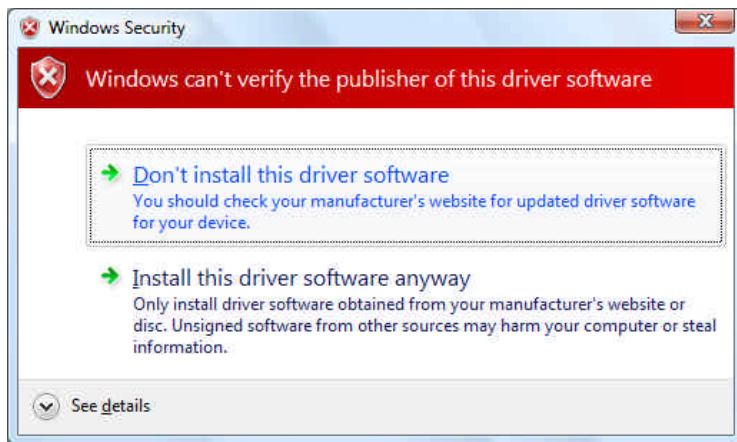 Windows Security
Windows can't verify the publisher of this driver software
Don't install this driver software
You should check your manufacturer's website for updated driver software
for your device.
Install this driver software anyway
Only install driver software obtained from your manufacturer's website or
disc. Unsigned software from other sources may harm your computer or steal
information.
See details